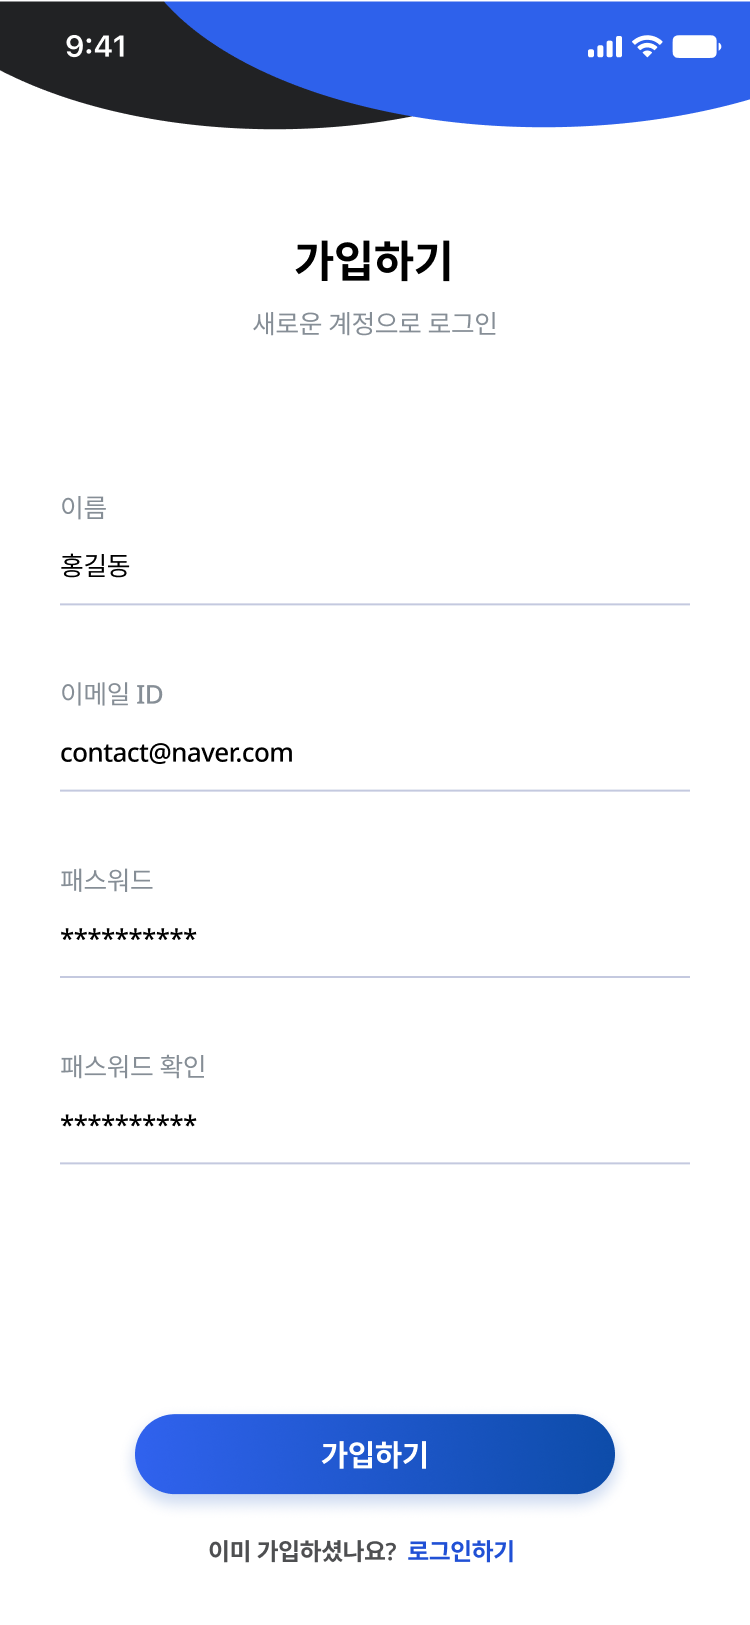 9:41
가입하기
새로운 계정으로 로그인
이름
홍길동
이메일 ID
contact@naver.com
패스워드
**********
패스워드 확인
**********
가입하기
이미 가입하셨나요? 로그인하기